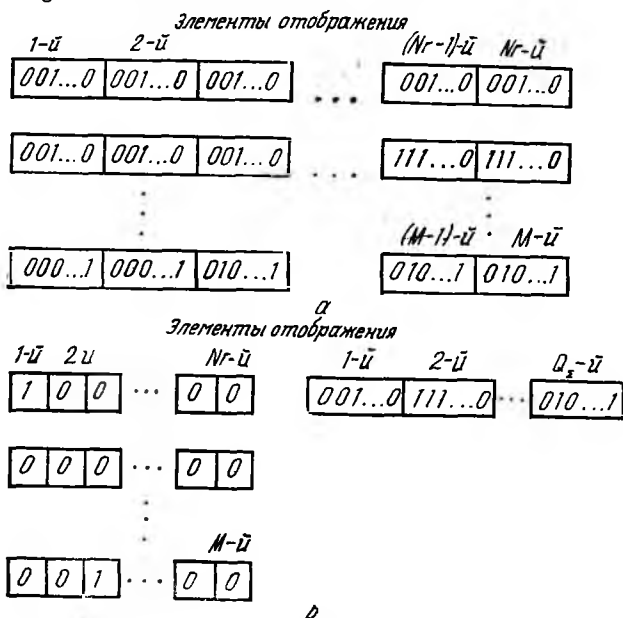 Элементы отображения
1-й 2-й (Nr-1)-й Nr-й
001...0 001...0 001...0 ... 001...0 001...0
001...0 001...0 001...0 ... 111...0 111...0
(M-1)-й M-й
000...1 000...1 010...1 010...1 010...1
а
Элементы отображения
1-й 2и Nr-й 1-й 2-й QΣ-й
1 0 0 ... 0 0 001...0 111...0 ... 010...1
0 0 0 ... 0 0
M-й
0 0 1 ... 0 0